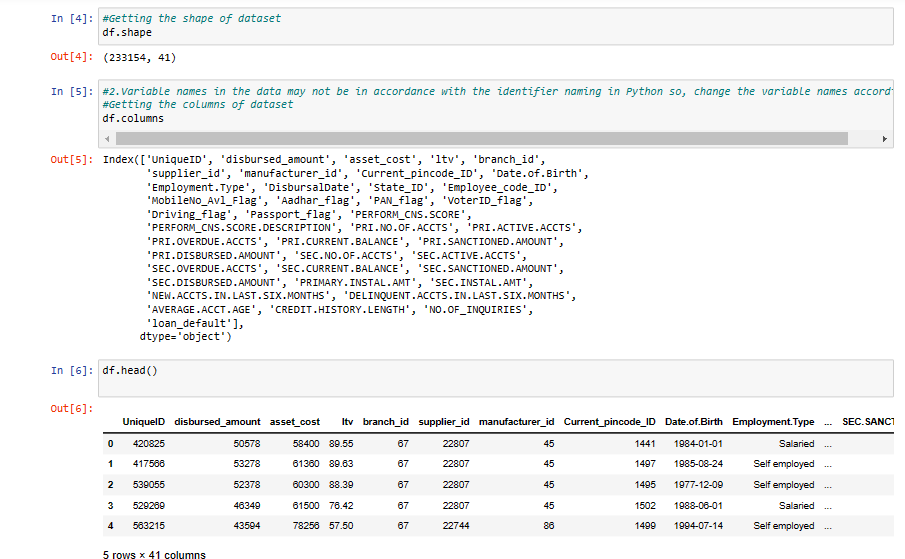 In [4]: #Getting the shape of dataset
df.shape
Out[4]: (233154, 41)
In [5]: #2.Variable names in the data may not be in accordance with the identifier naming in Python so, change the variable names accord
#Getting the columns of dataset
df.columns
Out[5]: Index(['UniqueID', 'disbursed_amount', 'asset_cost', 'ltv', 'branch_id',
'supplier_id', 'manufacturer_id', 'Current_pincode_ID', 'Date.of.Birth',
'Employment.Type', 'DisbursalDate', 'State_ID', 'Employee_code_ID',
'MobileNo_Avl_Flag', 'Aadhar_flag', 'PAN_flag', 'VoterID_flag',
'Driving_flag', 'Passport_flag', 'PERFORM_CNS.SCORE',
'PERFORM_CNS.SCORE.DESCRIPTION', 'PRI.NO.OF.ACCTS', 'PRI.ACTIVE.ACCTS',
'PRI.OVERDUE.ACCTS', 'PRI.CURRENT.BALANCE', 'PRI.SANCTIONED.AMOUNT',
'PRI.DISBURSED.AMOUNT', 'SEC.NO.OF.ACCTS', 'SEC.ACTIVE.ACCTS',
'SEC.OVERDUE.ACCTS', 'SEC.CURRENT.BALANCE', 'SEC.SANCTIONED.AMOUNT',
'SEC.DISBURSED.AMOUNT', 'PRIMARY.INSTAL.AMT', 'SEC.INSTAL.AMT',
'NEW.ACCTS.IN.LAST.SIX.MONTHS', 'DELINQUENT.ACCTS.IN.LAST.SIX.MONTHS',
'AVERAGE.ACCT.AGE', 'CREDIT.HISTORY.LENGTH', 'NO.OF_INQUIRIES',
'loan_default'],
dtype='object')
In [6]: df.head()
Out[6]:
UniqueID disbursed_amount asset_cost ltv branch_id supplier_id manufacturer_id Current_pincode_ID Date.of.Birth Employment.Type ... SEC.SANCT
0 420825 50578 58400 89.55 67 22807 45 1441 1984-01-01 Salaried ...
1 417566 53278 61360 89.63 67 22807 45 1497 1985-08-24 Self employed ...
2 539055 52378 60300 88.39 67 22807 45 1495 1977-12-09 Self employed ...
3 529269 46349 61500 76.42 67 22807 45 1502 1988-06-01 Salaried ...
4 563215 43594 78256 57.50 67 22744 86 1499 1994-07-14 Self employed ...
5 rows × 41 columns